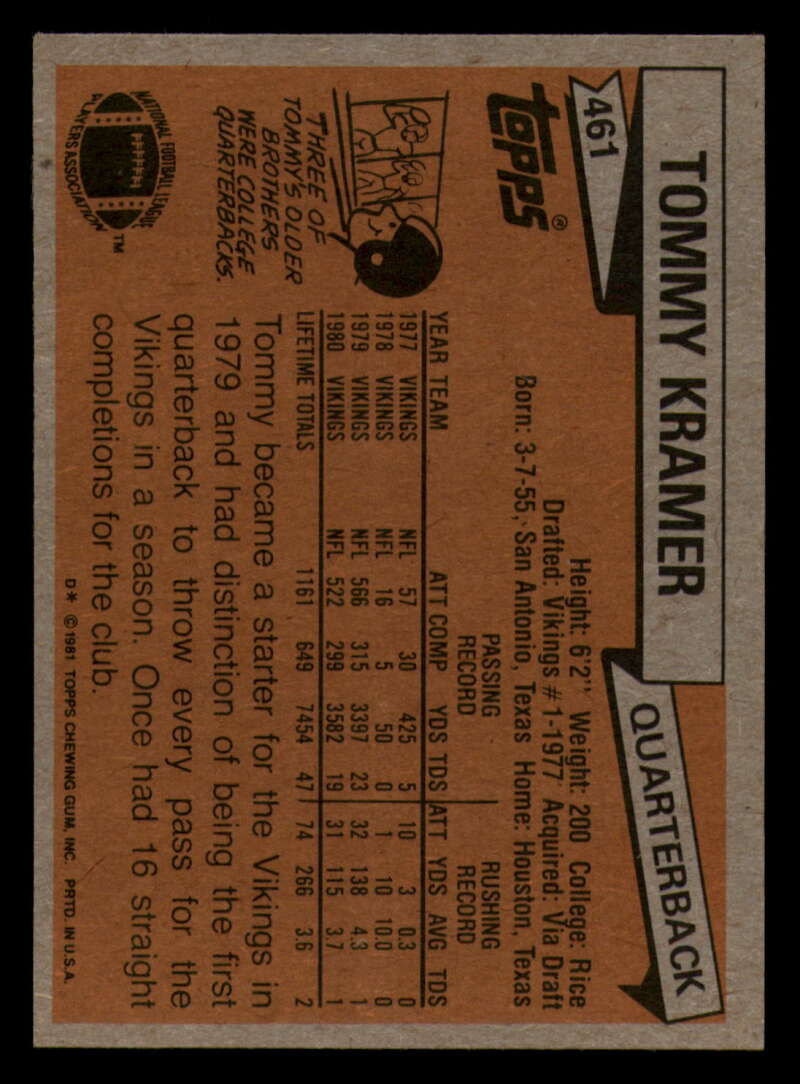 461
TOMMY KRAMER
QUARTERBACK
Topps®
Height: 6'2" Weight: 200 College: Rice
Drafted: Vikings #1-1977 Acquired: Via Draft
Born: 3-7-55, San Antonio, Texas Home: Houston, Texas
PASSING RECORD RUSHING RECORD
YEAR TEAM ATT COMP YDS TDS ATT YDS AVG TDS
1977 VIKINGS NFL 57 30 425 5 10 3 0.3 0
1978 VIKINGS NFL 16 5 50 0 1 10 10.0 0
1979 VIKINGS NFL 566 315 3397 23 32 138 4.3 1
1980 VIKINGS NFL 522 299 3582 19 31 115 3.7 1
LIFETIME TOTALS 1161 649 7454 47 74 266 3.6 2
THREE OF
TOMMY'S OLDER
BROTHERS
WERE COLLEGE
QUARTERBACKS.
Tommy became a starter for the Vikings in
1979 and had distinction of being the first
quarterback to throw every pass for the
Vikings in a season. Once had 16 straight
completions for the club.
NATIONAL FOOTBALL LEAGUE
PLAYERS ASSOCIATION
TM
D* ©1981 TOPPS CHEWING GUM, INC. PRTD. IN U.S.A.